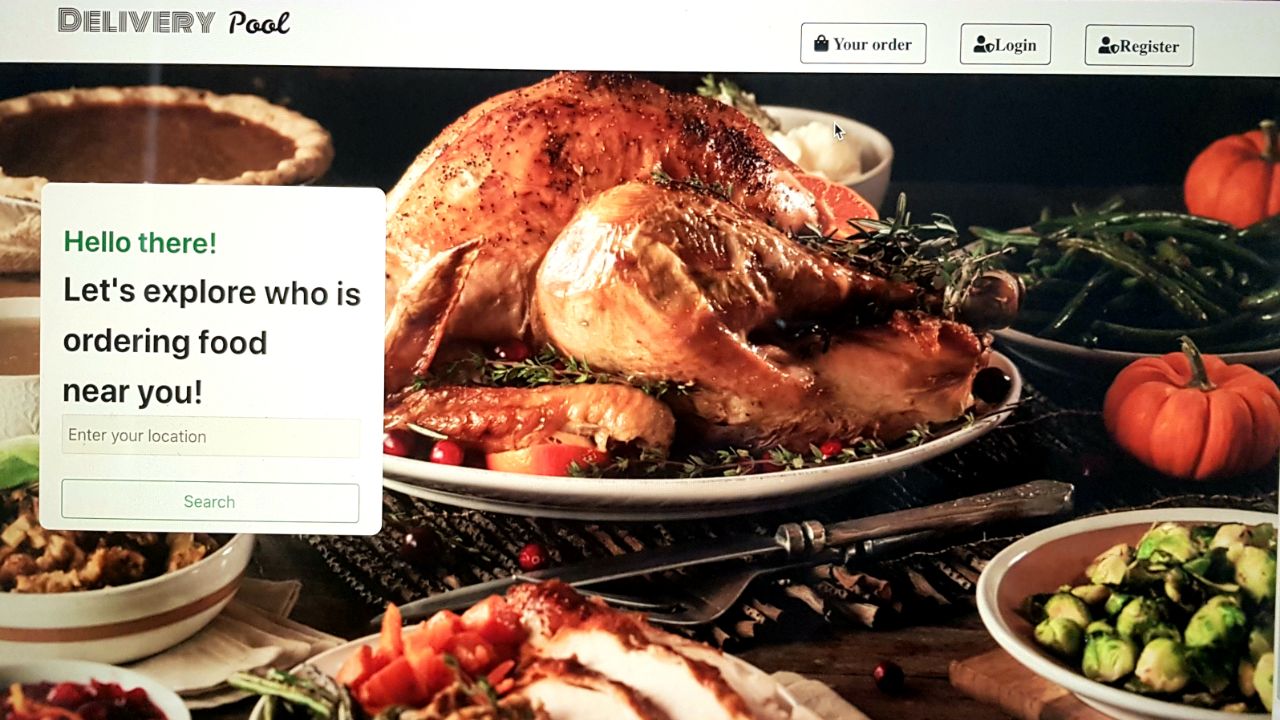 DELIVERY Pool
Your order
Login
Register
Hello there!
Let's explore who is
ordering food
near you!
Enter your location
Search